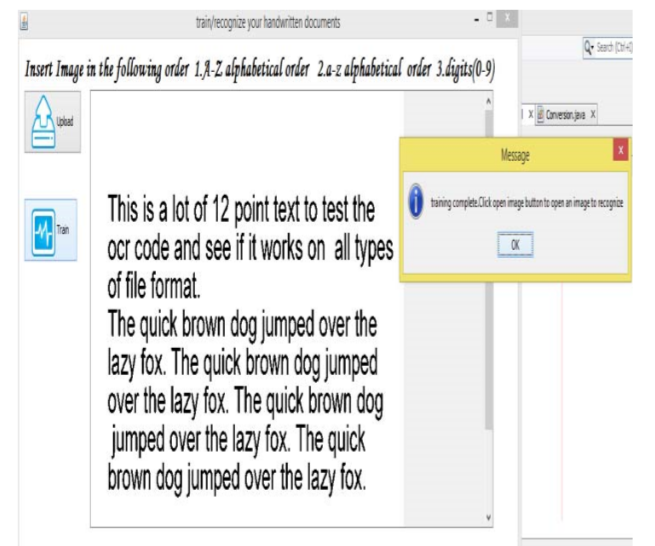 train/recognize your handwritten documents
Insert Image in the following order 1.A-Z alphabetical order 2.a-z alphabetical order 3.digits(0-9)
Upload
Train
This is a lot of 12 point text to test the
ocr code and see if it works on all types
of file format.
The quick brown dog jumped over the
lazy fox. The quick brown dog jumped
over the lazy fox. The quick brown dog
jumped over the lazy fox. The quick
brown dog jumped over the lazy fox.
Search (Ctrl+I)
Conversion.java X
Message
X
training complete.Click open image button to open an image to recognize
OK